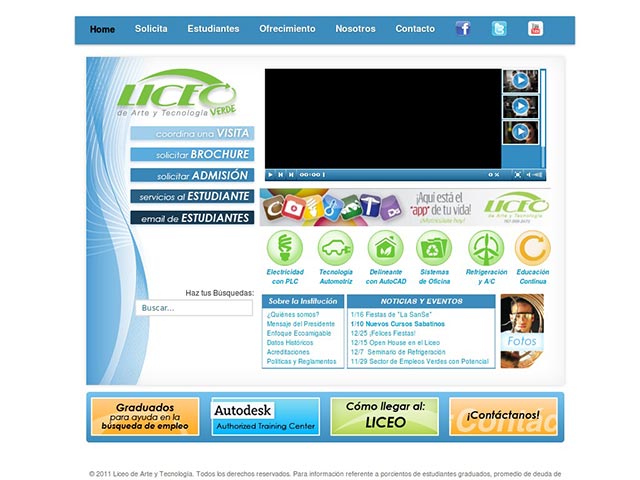 Home Solicita Estudiantes Ofrecimiento Nosotros Contacto
LICEO VERDE
de Arte y Tecnología
coordina una VISITA
solicitar BROCHURE
solicitar ADMISIÓN
servicios al ESTUDIANTE
email de ESTUDIANTES
Haz tus Búsquedas:
Buscar...
00:00
¡Aquí está el
"app" de tu vida!
LICEO
de Arte y Tecnología
Electricidad
con PLC
Tecnología
Automotriz
Delineante
con AutoCAD
Sistemas
de Oficina
Refrigeración
y A/C
Educación
Continua
Sobre la Institución
¿Quiénes somos?
Mensaje del Presidente
Enfoque Ecoamigable
Datos Históricos
Acreditaciones
Políticas y Reglamentos
NOTICIAS Y EVENTOS
1/16 Fiestas de "La SanSe"
1/10 Nuevos Cursos Sabatinos
12/25 ¡Felices Fiestas!
12/15 Open House en el Liceo
12/7 Seminario de Refrigeración
11/29 Sector de Empleos Verdes con Potencial
Fotos
Graduados
para ayuda en la
búsqueda de empleo
Autodesk
Authorized Training Center
Cómo llegar al:
LICEO
¡Contáctanos!
© 2011 Liceo de Arte y Tecnología. Todos los derechos reservados. Para información referente a porcientos de estudiantes graduados, promedio de deuda de